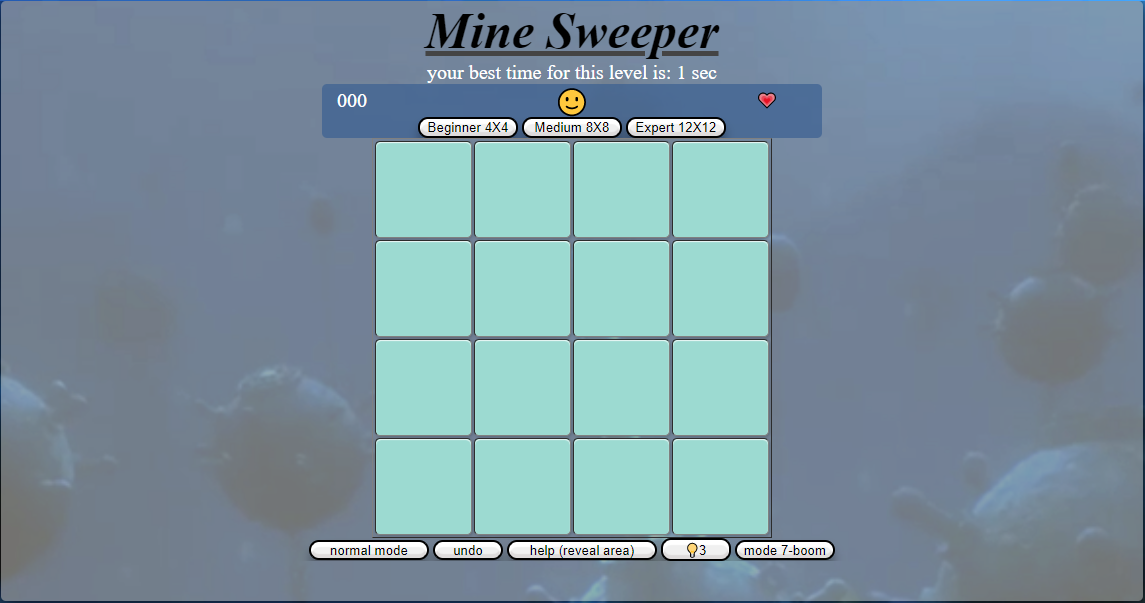 Mine Sweeper
your best time for this level is: 1 sec
000
Beginner 4X4 Medium 8X8 Expert 12X12
normal mode undo help (reveal area) 3 mode 7-boom